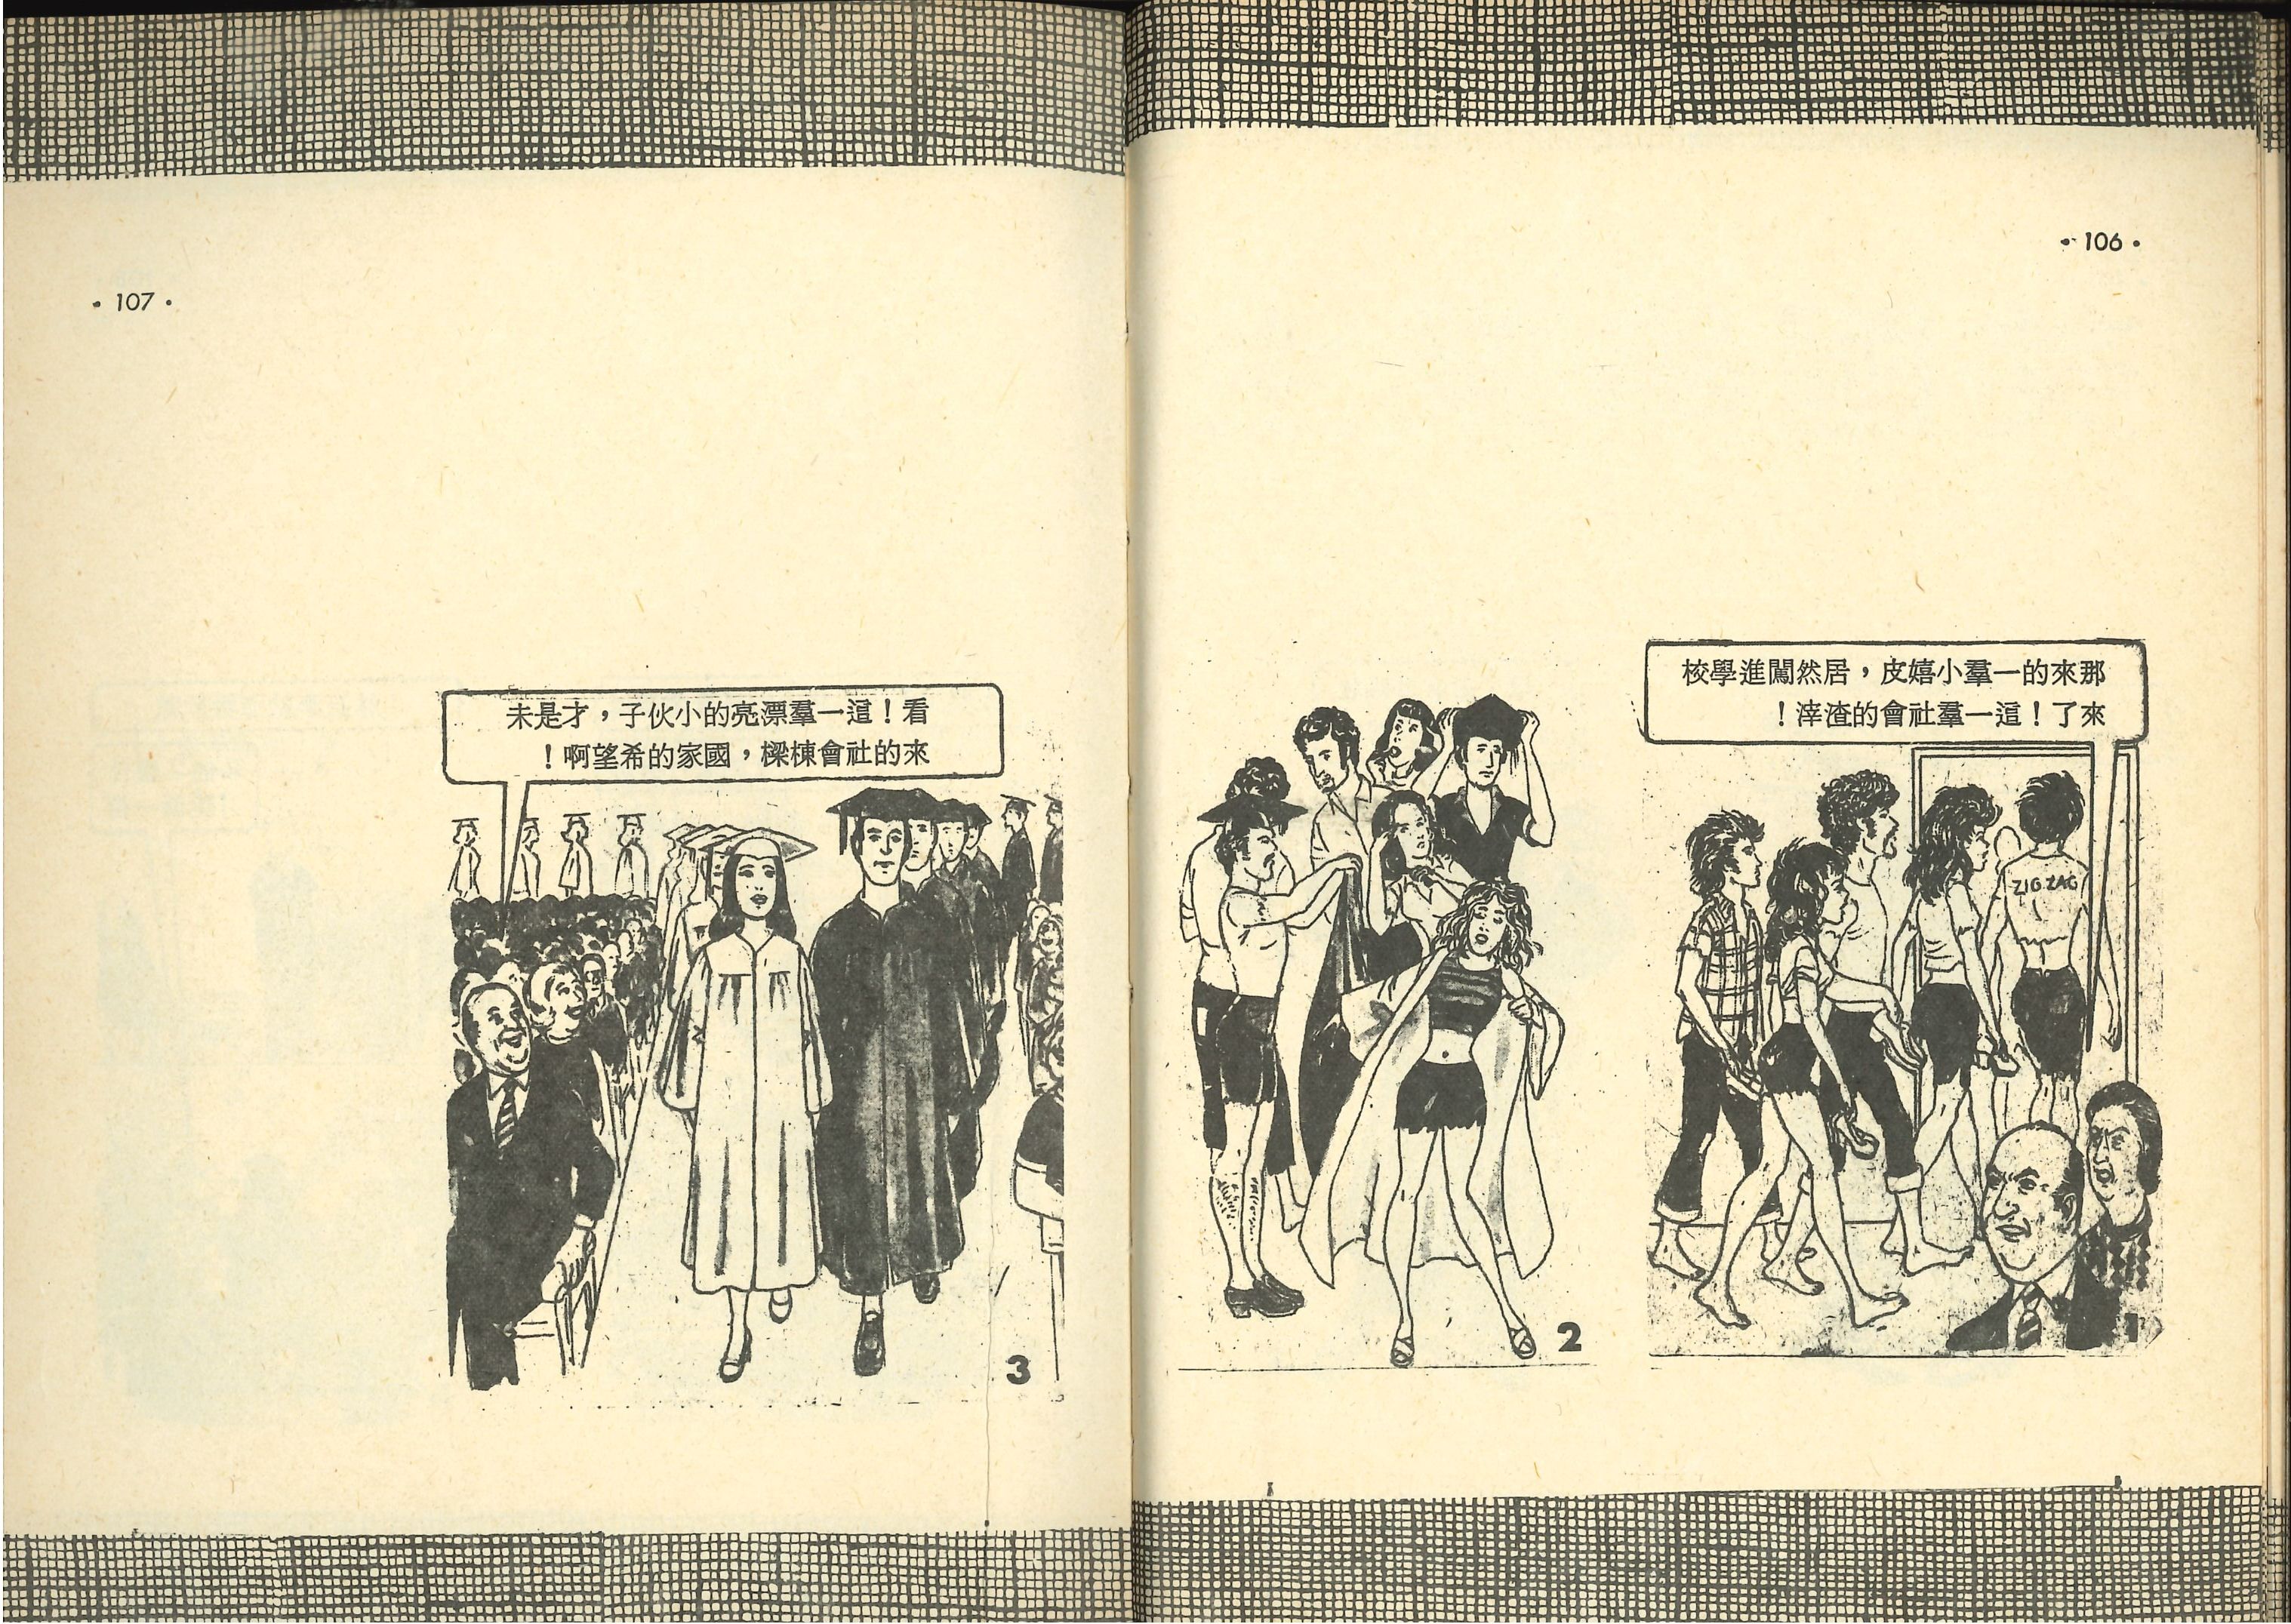 · 106 ·
那來的一羣小嬉皮，居然闖進學校
來了！這一羣社會的渣滓！
ZIG ZAG
1
2
· 107 ·
看！這一羣漂亮的小伙子，才是未
來的社會棟樑，國家的希望啊！
3